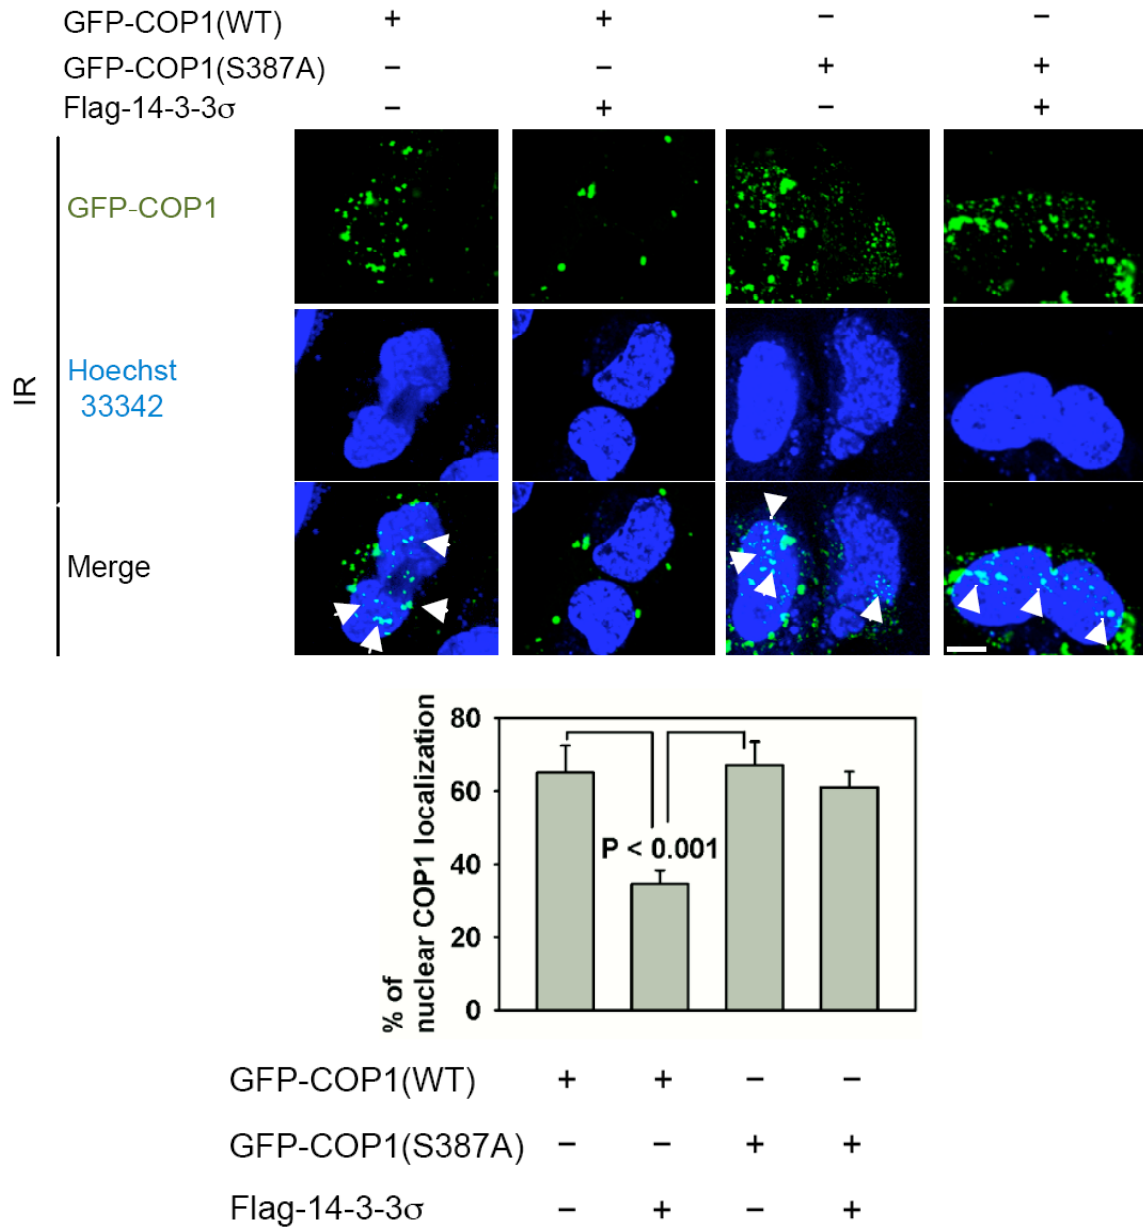 GFP-COP1(WT) + + − −
GFP-COP1(S387A) − − + +
Flag-14-3-3σ − + − +
GFP-COP1
IR
Hoechst
33342
Merge
% of
nuclear COP1 localization
80
60
40
20
0
P < 0.001
GFP-COP1(WT) + + − −
GFP-COP1(S387A) − − + +
Flag-14-3-3σ − + − +